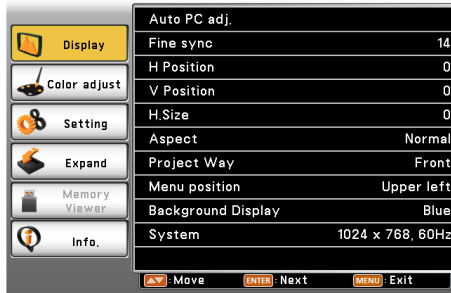 Display
Color adjust
Setting
Expand
Memory
Viewer
Info.
Auto PC adj.
Fine sync 14
H Position 0
V Position 0
H.Size 0
Aspect Normal
Project Way Front
Menu position Upper left
Background Display Blue
System 1024 x 768, 60Hz
:Move ENTER:Next MENU:Exit